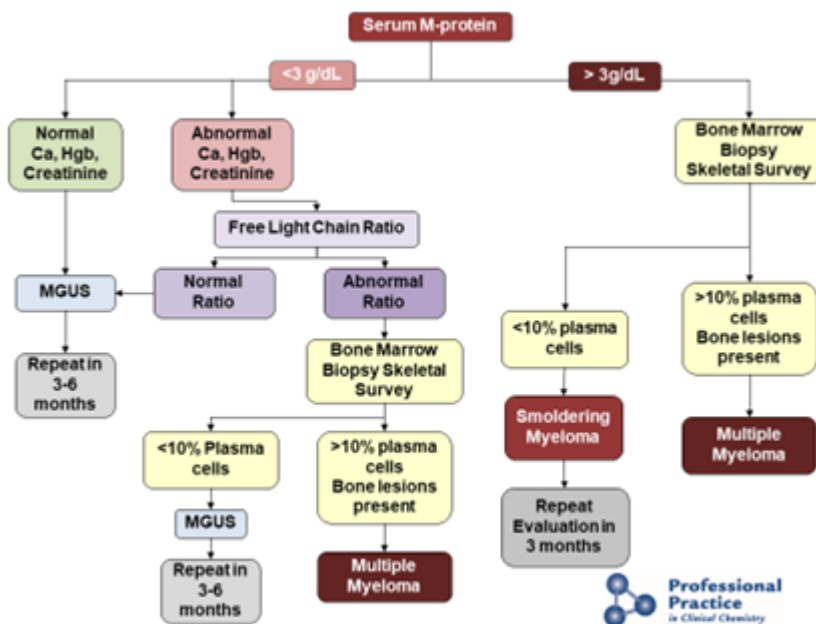 Serum M-protein
<3 g/dL
> 3g/dL
Normal
Ca, Hgb,
Creatinine
Abnormal
Ca, Hgb,
Creatinine
Bone Marrow
Biopsy
Skeletal Survey
Free Light Chain Ratio
MGUS
Normal
Ratio
Abnormal
Ratio
<10% plasma
cells
>10% plasma
cells
Bone lesions
present
Repeat in
3-6
months
Bone Marrow
Biopsy Skeletal
Survey
Smoldering
Myeloma
Multiple
Myeloma
<10% Plasma
cells
>10% plasma
cells
Bone lesions
present
Repeat
Evaluation in
3 months
MGUS
Repeat in
3-6
months
Multiple
Myeloma
Professional
Practice
in Clinical Chemistry